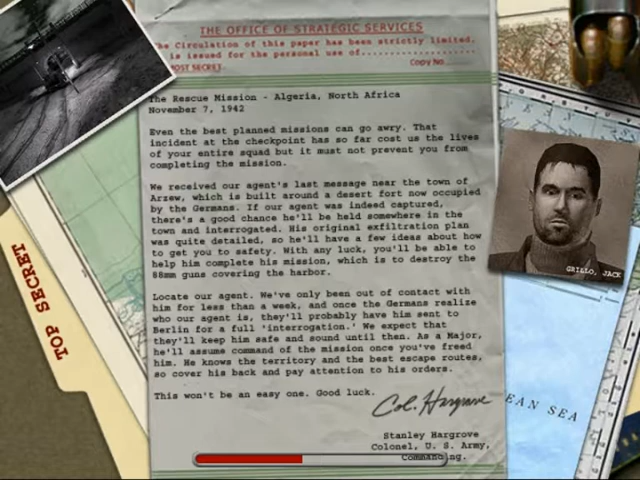 THE OFFICE OF STRATEGIC SERVICES
The Circulation of this paper has been strictly limited.
is issued for the personal use of
MOST SECRET.
Copy No.
The Rescue Mission - Algeria, North Africa
November 7, 1942
Even the best planned missions can go awry. That
incident at the checkpoint has so far cost us the lives
of your entire squad but it must not prevent you from
completing the mission.
We received our agent's last message near the town of
Arzew, which is built around a desert fort now occupied
by the Germans. If our agent was indeed captured,
there's a good chance he'll be held somewhere in the
town and interrogated. His original exfiltration plan
was quite detailed, so he'll have a few ideas about how
to get you to safety. With any luck, you'll be able to
help him complete his mission, which is to destroy the
88mm guns covering the harbor.
Locate our agent. We've only been out of contact with
him for less than a week, and once the Germans realize
who our agent is, they'll probably have him sent to
Berlin for a full 'interrogation.' We expect that
they'll keep him safe and sound until then. As a Major,
he'll assume command of the mission once you've freed
him. He knows the territory and the best escape routes,
so cover his back and pay attention to his orders.
This won't be an easy one. Good luck.
Col. Hargrove
Stanley Hargrove
Colonel, U. S. Army,
Commanding.
TOP SECRET
GRILLO, JACK
EAN SEA